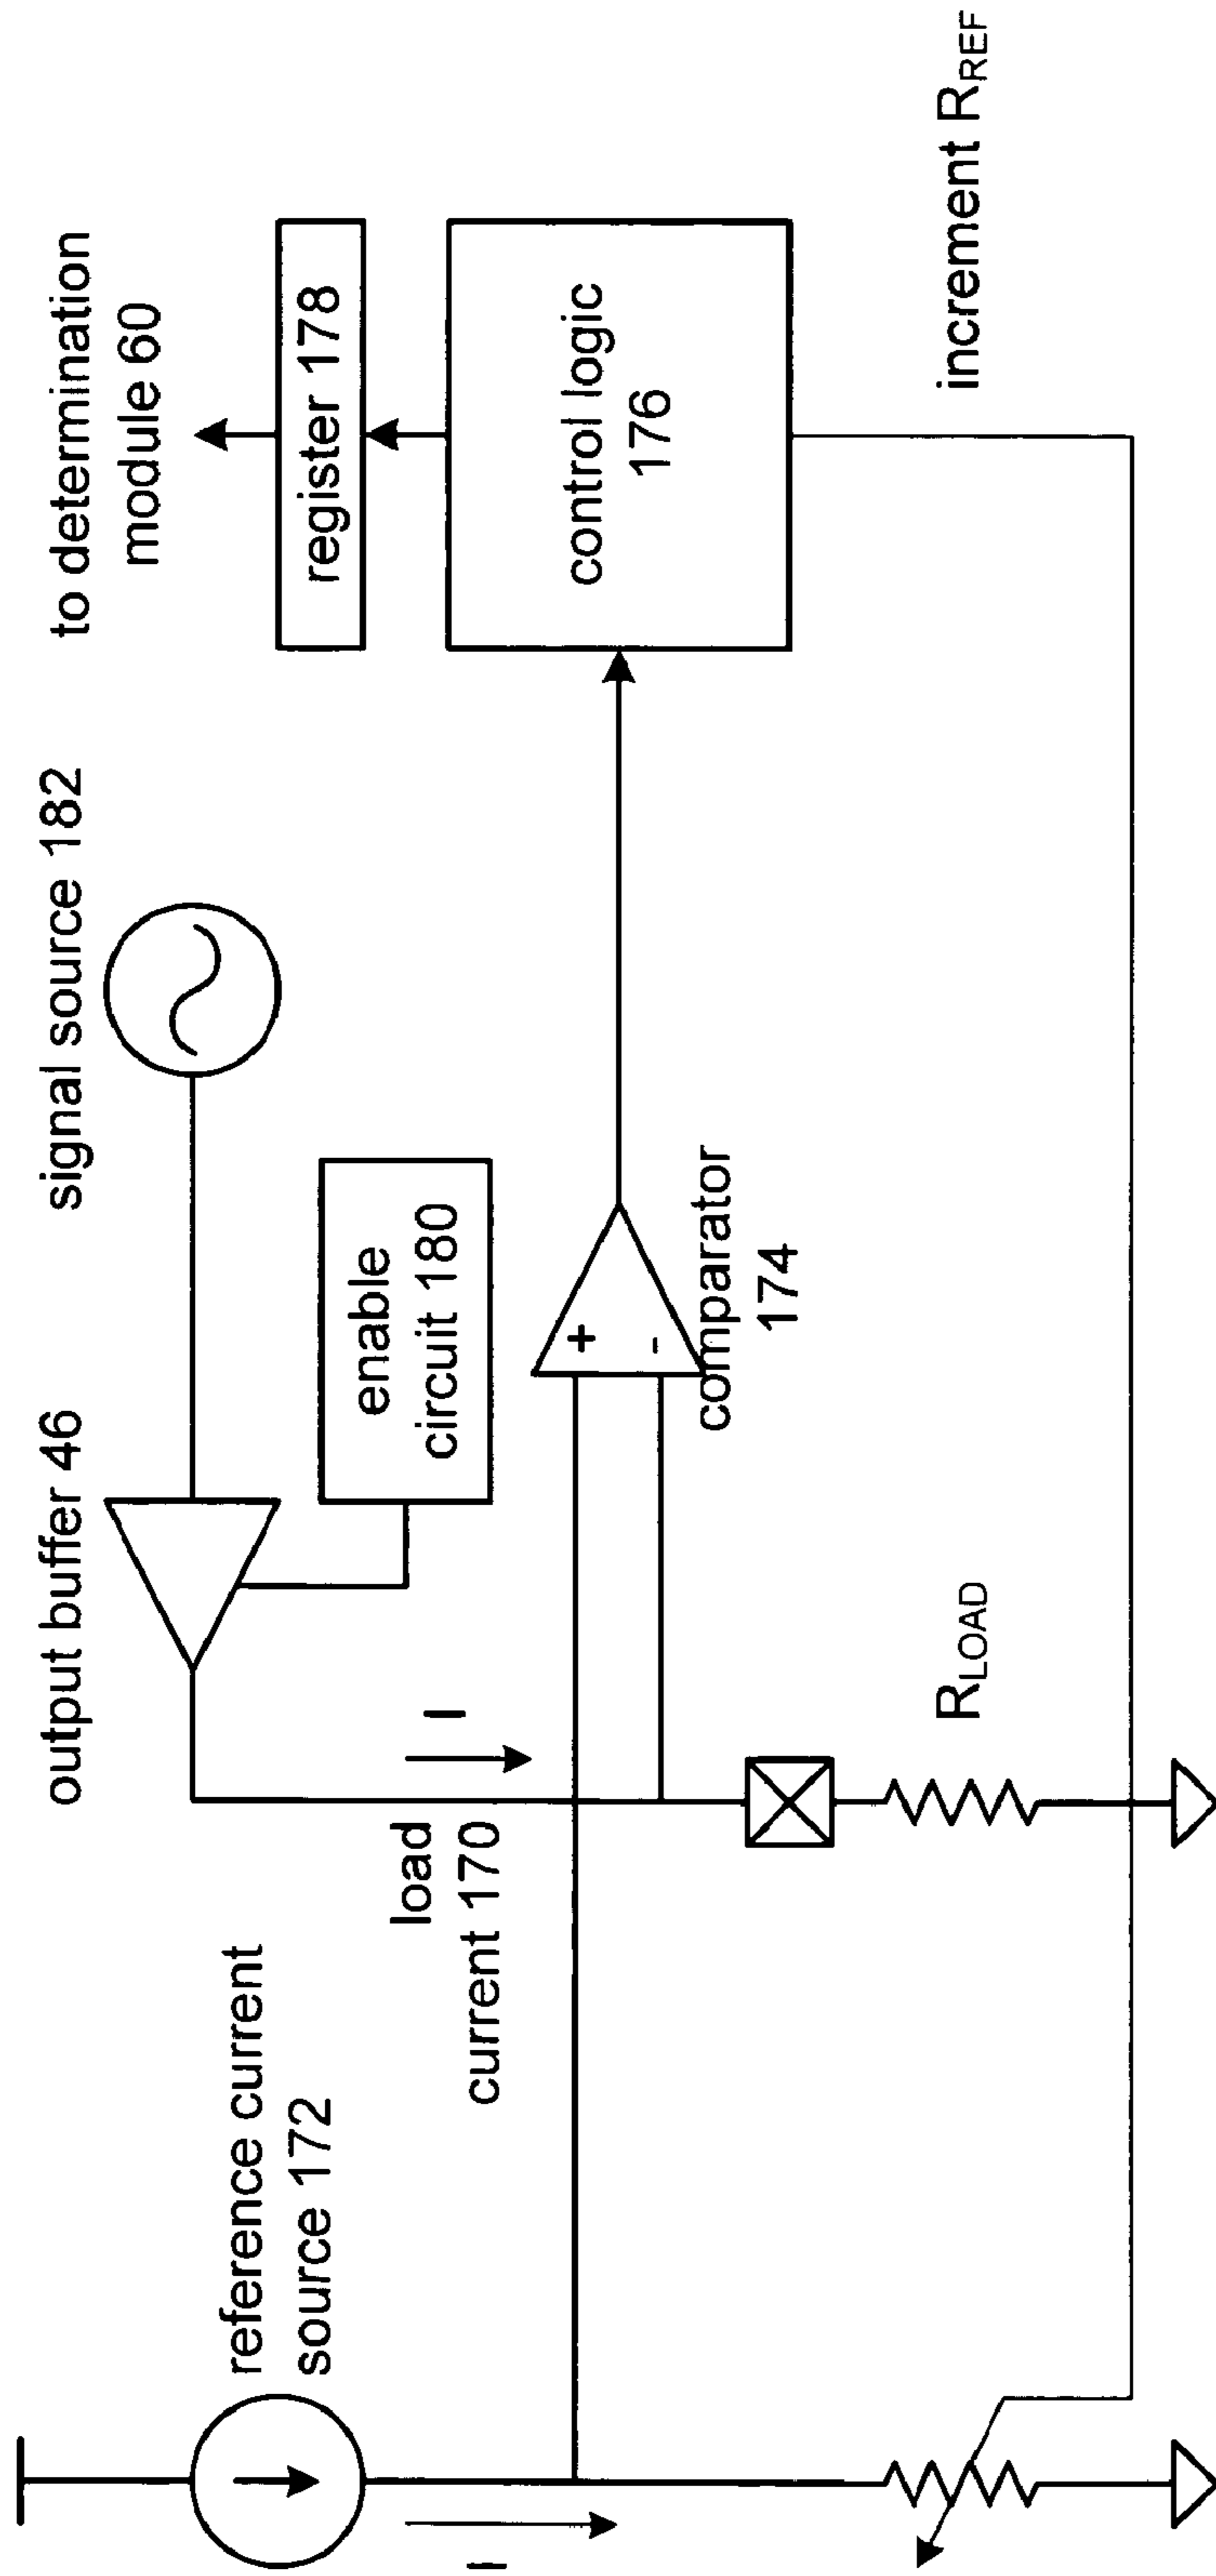 reference current
source 172
I
load
current 170
I
output buffer 46
enable
circuit 180
signal source 182
+
-
comparator
174
R_LOAD
to determination
module 60
register 178
control logic
176
increment R_REF